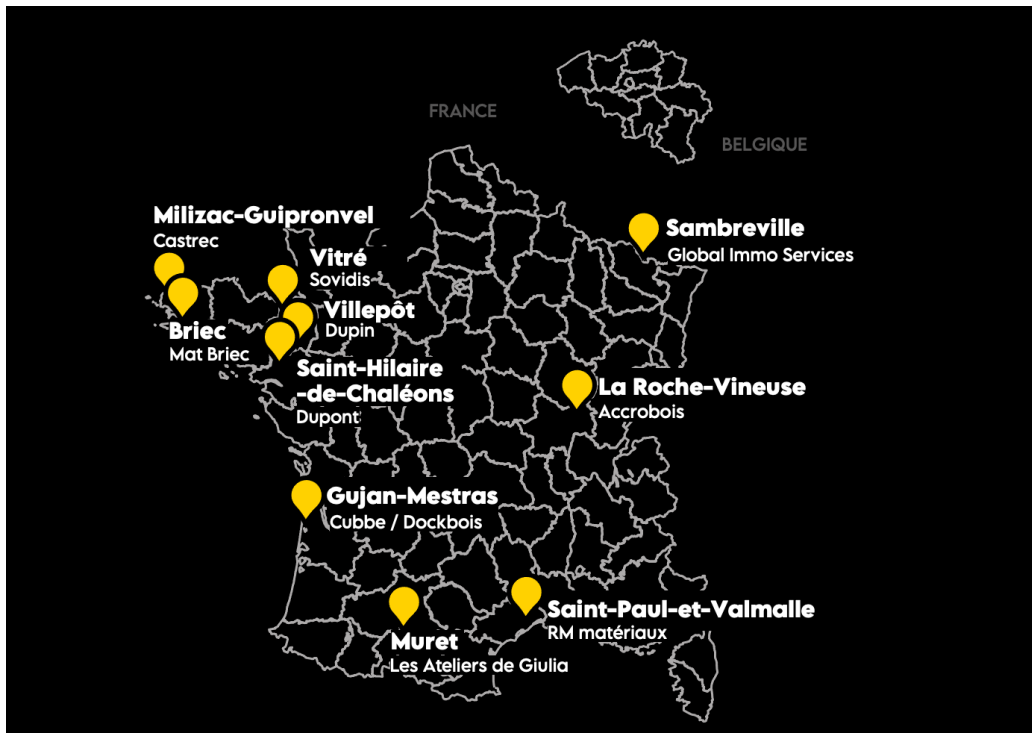 FRANCE
BELGIQUE
Milizac-Guipronvel
Castrec
Sambreville
Global Immo Services
Vitré
Sovidis
Villepôt
Dupin
Briec
Mat Briec
Saint-Hilaire
-de-Chaléons
Dupont
La Roche-Vineuse
Accrobois
Gujan-Mestras
Cubbe / Dockbois
Saint-Paul-et-Valmalle
RM matériaux
Muret
Les Ateliers de Giulia